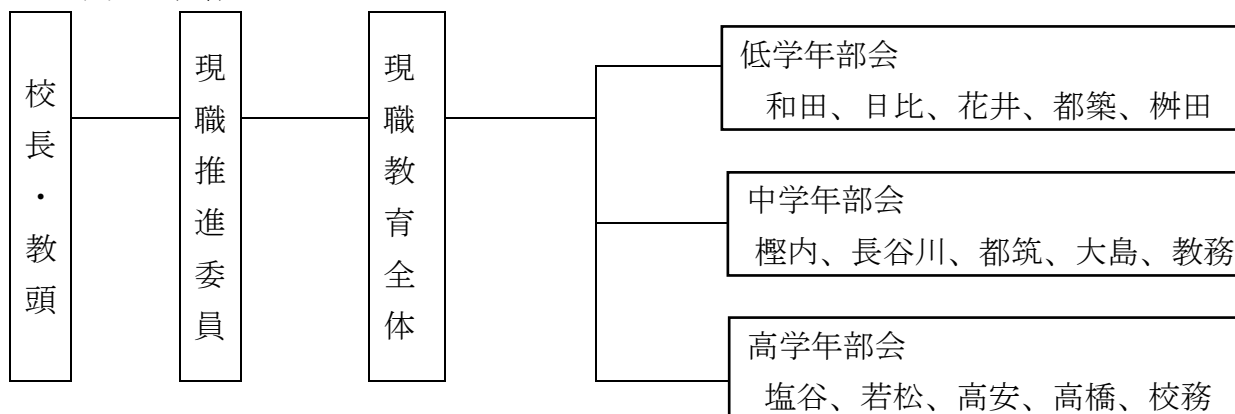 校長・教頭
現職推進委員
現職教育全体
低学年部会
和田、日比、花井、都築、桝田
中学年部会
樫内、長谷川、都筑、大島、教務
高学年部会
塩谷、若松、高安、高橋、校務